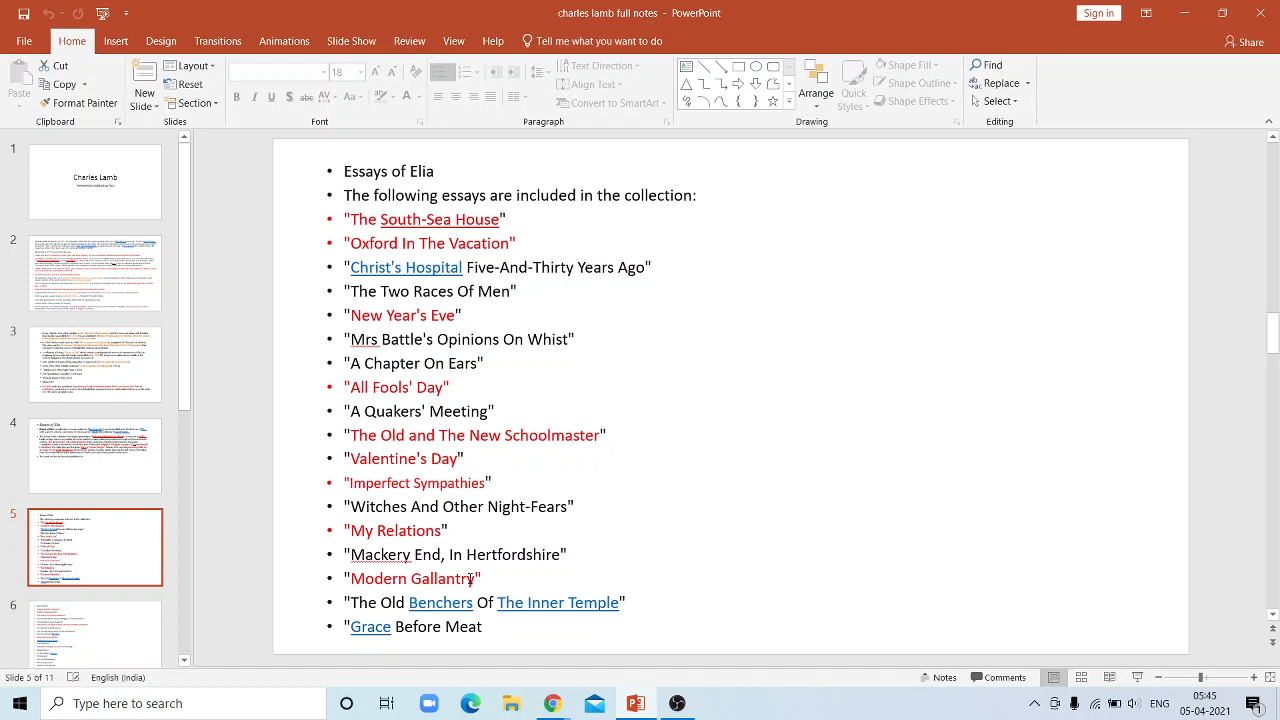 charles lamb full notes - PowerPoint
Sign in
File Home Insert Design Transitions Animations Slide Show Review View Help Tell me what you want to do
Share
Paste
Cut
Copy
Format Painter
Clipboard
New
Slide
Layout
Reset
Section
Slides
18
Font
Text Direction
Align Text
Convert to SmartArt
Paragraph
Arrange
Quick
Styles
Shape Fill
Shape Outline
Shape Effects
Drawing
Find
Replace
Select
Editing
1
Charles Lamb
4
5
6
• Essays of Elia
• The following essays are included in the collection:
• "The South-Sea House"
• "Oxford In The Vacation"
• "Christ's Hospital Five-And-Thirty Years Ago"
• "The Two Races Of Men"
• "New Year's Eve"
• "Mrs Battle's Opinions On Whist"
• "A Chapter On Ears"
• "All Fools' Day"
• "A Quakers' Meeting"
• "The Old and The New Schoolmaster"
• "Valentine's Day"
• "Imperfect Sympathies"
• "Witches And Other Night-Fears"
• "My Relations"
• "Mackery End, In Hertfordshire"
• "Modern Gallantry
• "The Old Benchers Of The Inner Temple"
• "Grace Before Meat"
Slide 5 of 11 English (India) Notes Comments
Type here to search
05:45
05-04-2021